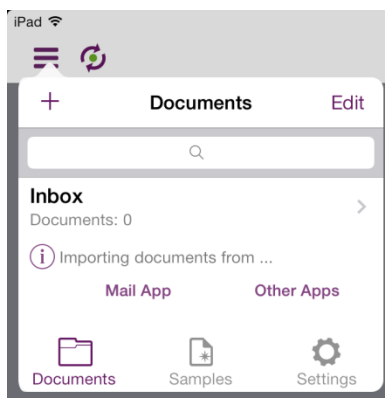 iPad
+ Documents Edit
Inbox
Documents: 0
i Importing documents from ...
Mail App Other Apps
Documents Samples Settings